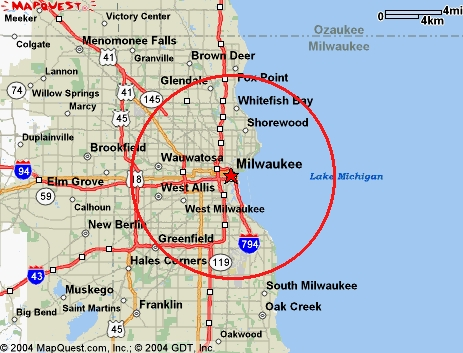 MAPQUEST
Meeker
Victory Center
Colgate
Menomonee Falls
41
Granville
Brown Deer
0 4mi
4km
Ozaukee
Milwaukee
Lannon
41
Glendale
Fox Point
74
Willow Springs
145
Whitefish Bay
Marcy
45
Shorewood
Duplainville
Brookfield
Wauwatosa
Milwaukee
94
Elm Grove
18
West Allis
Lake Michigan
59
Calhoun
West Milwaukee
New Berlin
Greenfield
794
43
Hales Corners
119
Muskego
South Milwaukee
Saint Martins
Franklin
Oak Creek
Big Bend
45
Oakwood
© 2004 MapQuest.com, Inc.; © 2004 GDT, Inc.